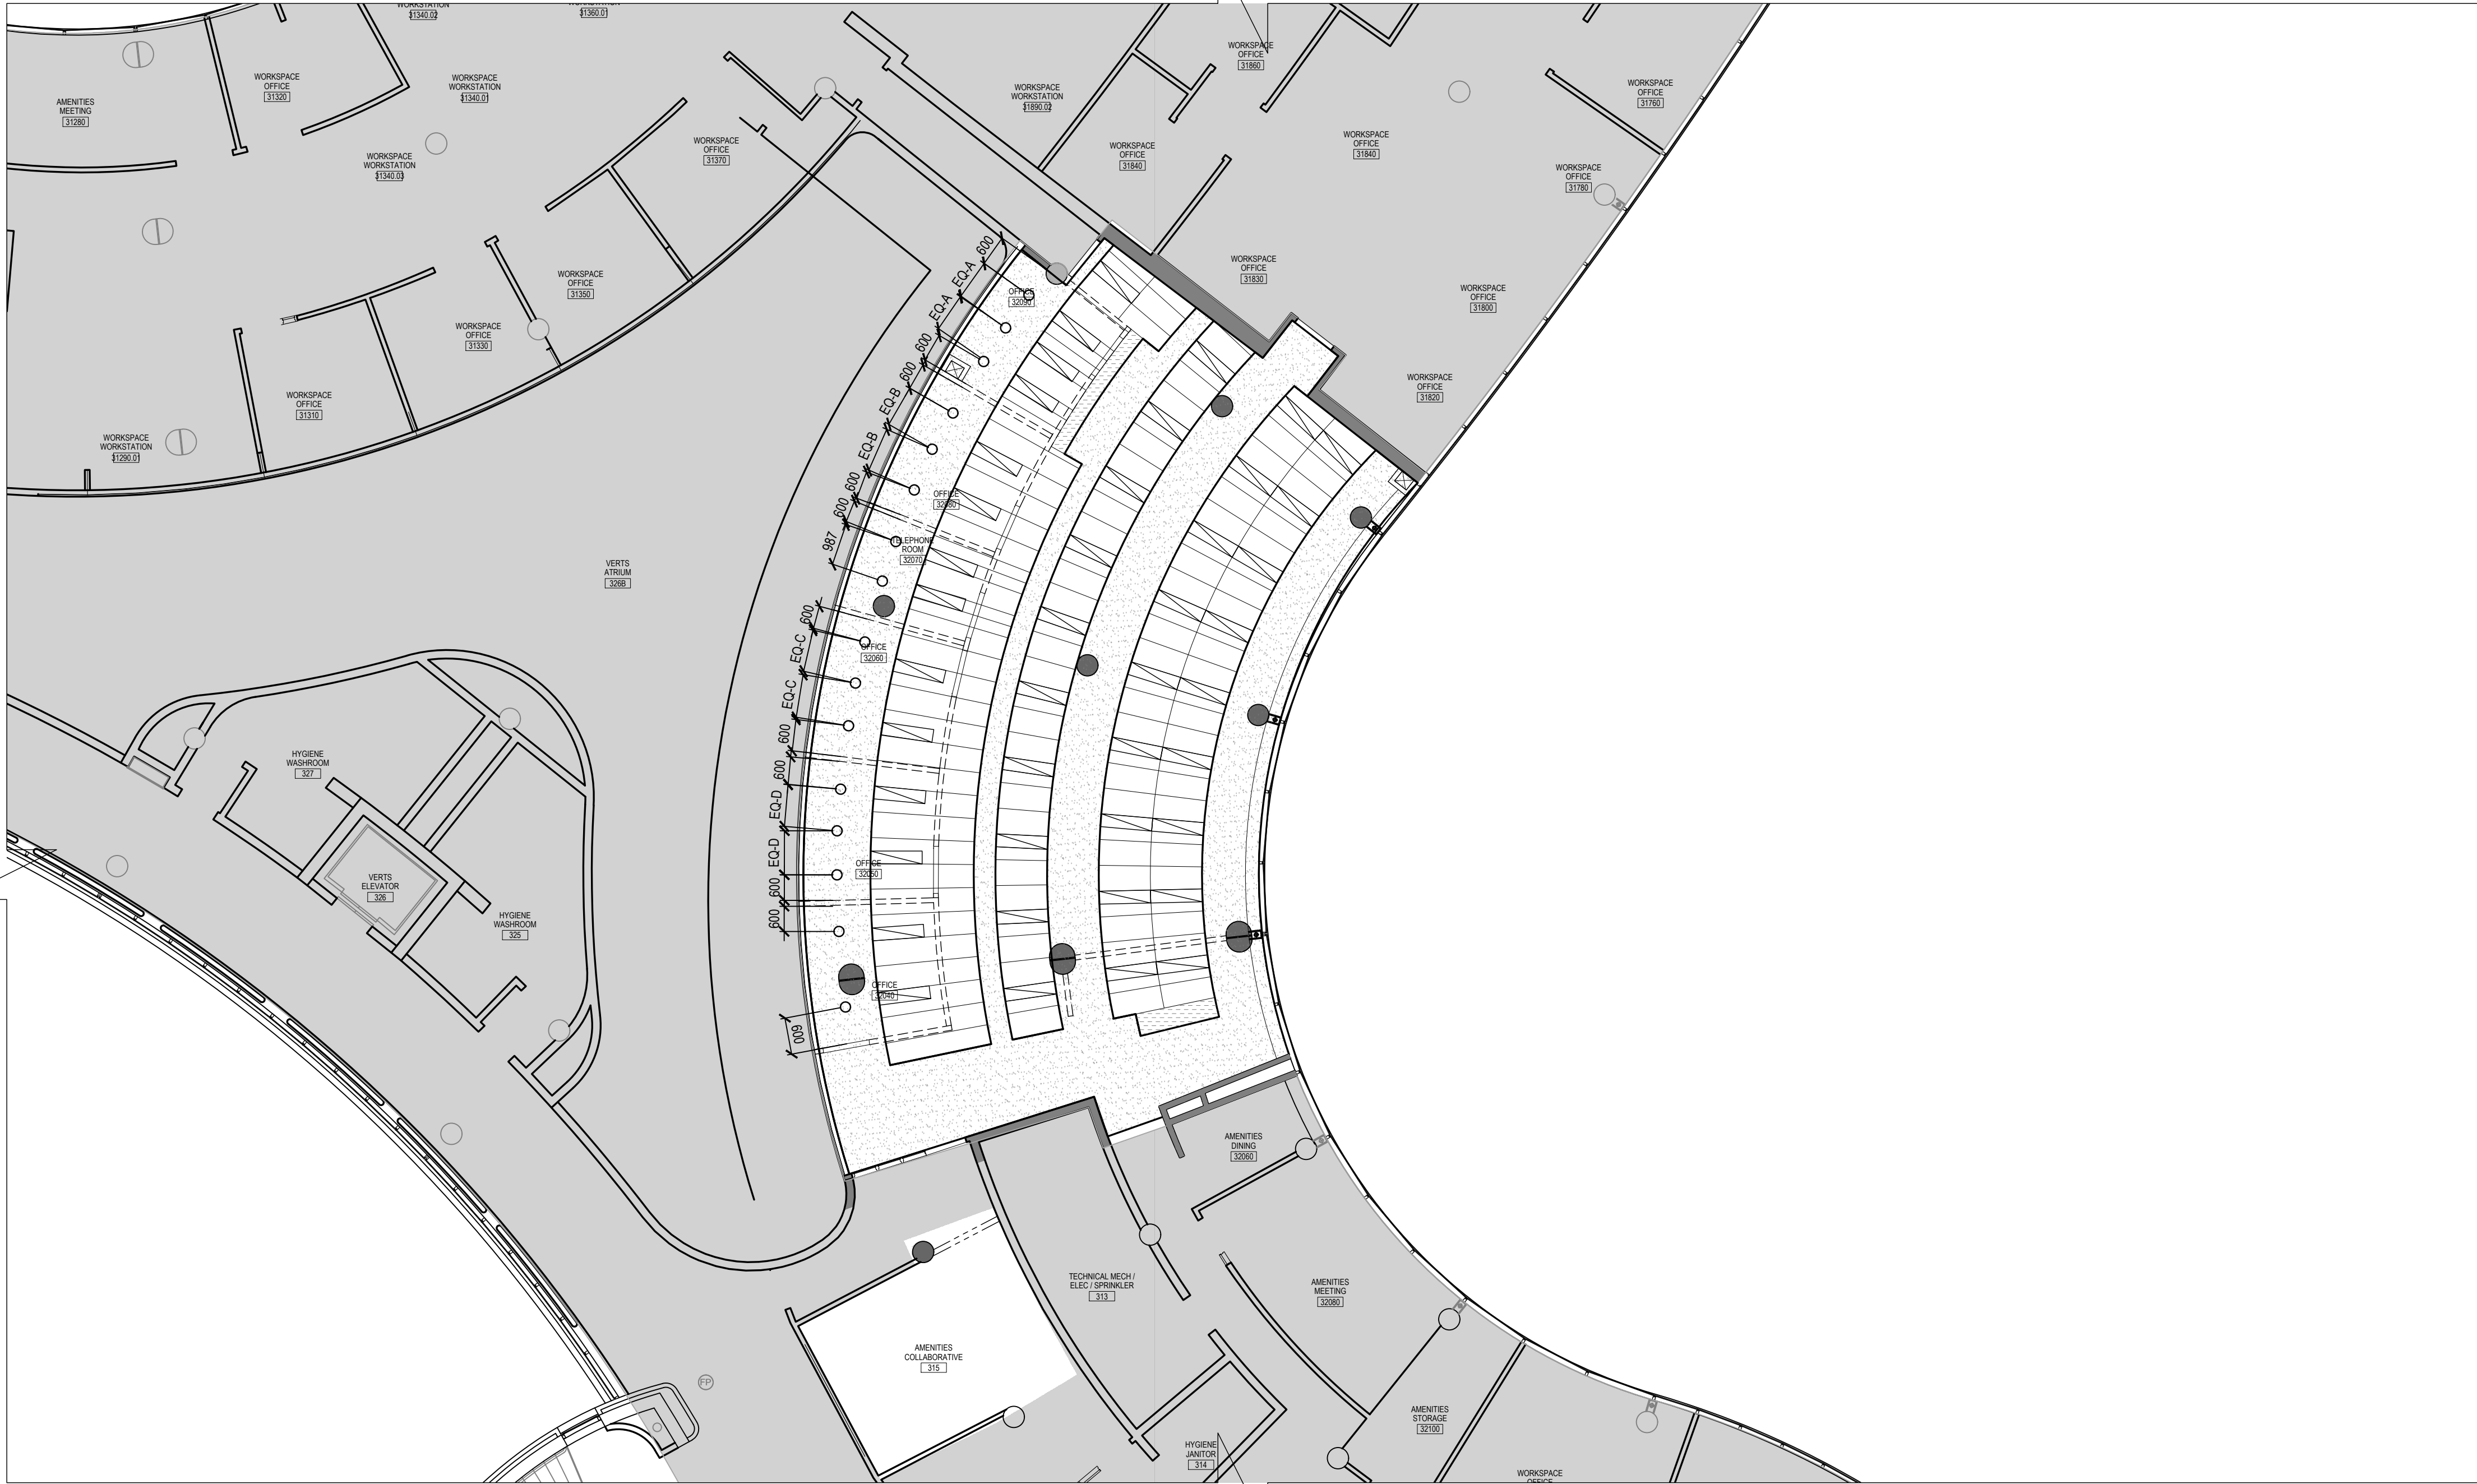 WORKSTATION
31340.02
31360.01
WORKSPACE
OFFICE
31320
WORKSPACE
WORKSTATION
31340.01
AMENITIES
MEETING
31280
WORKSPACE
WORKSTATION
31340.03
WORKSPACE
OFFICE
31370
WORKSPACE
WORKSTATION
31890.02
WORKSPACE
OFFICE
31860
WORKSPACE
OFFICE
31760
WORKSPACE
OFFICE
31840
WORKSPACE
OFFICE
31840
WORKSPACE
OFFICE
31780
WORKSPACE
OFFICE
31350
WORKSPACE
OFFICE
31330
WORKSPACE
OFFICE
31310
WORKSPACE
WORKSTATION
31290.01
WORKSPACE
OFFICE
31830
WORKSPACE
OFFICE
31800
WORKSPACE
OFFICE
31820
600
EQ-A
EQ-A
600
600
EQ-B
EQ-B
600
600
987
600
EQ-C
EQ-C
600
600
EQ-D
EQ-D
600
600
600
OFFICE
32090
OFFICE
32080
TELEPHONE
ROOM
32070
OFFICE
32060
OFFICE
32050
OFFICE
32040
VERTS
ATRIUM
326B
HYGIENE
WASHROOM
327
VERTS
ELEVATOR
326
HYGIENE
WASHROOM
325
AMENITIES
DINING
32060
TECHNICAL MECH /
ELEC / SPRINKLER
313
AMENITIES
MEETING
32080
AMENITIES
COLLABORATIVE
315
FP
AMENITIES
STORAGE
32100
HYGIENE
JANITOR
314
WORKSPACE
OFFICE